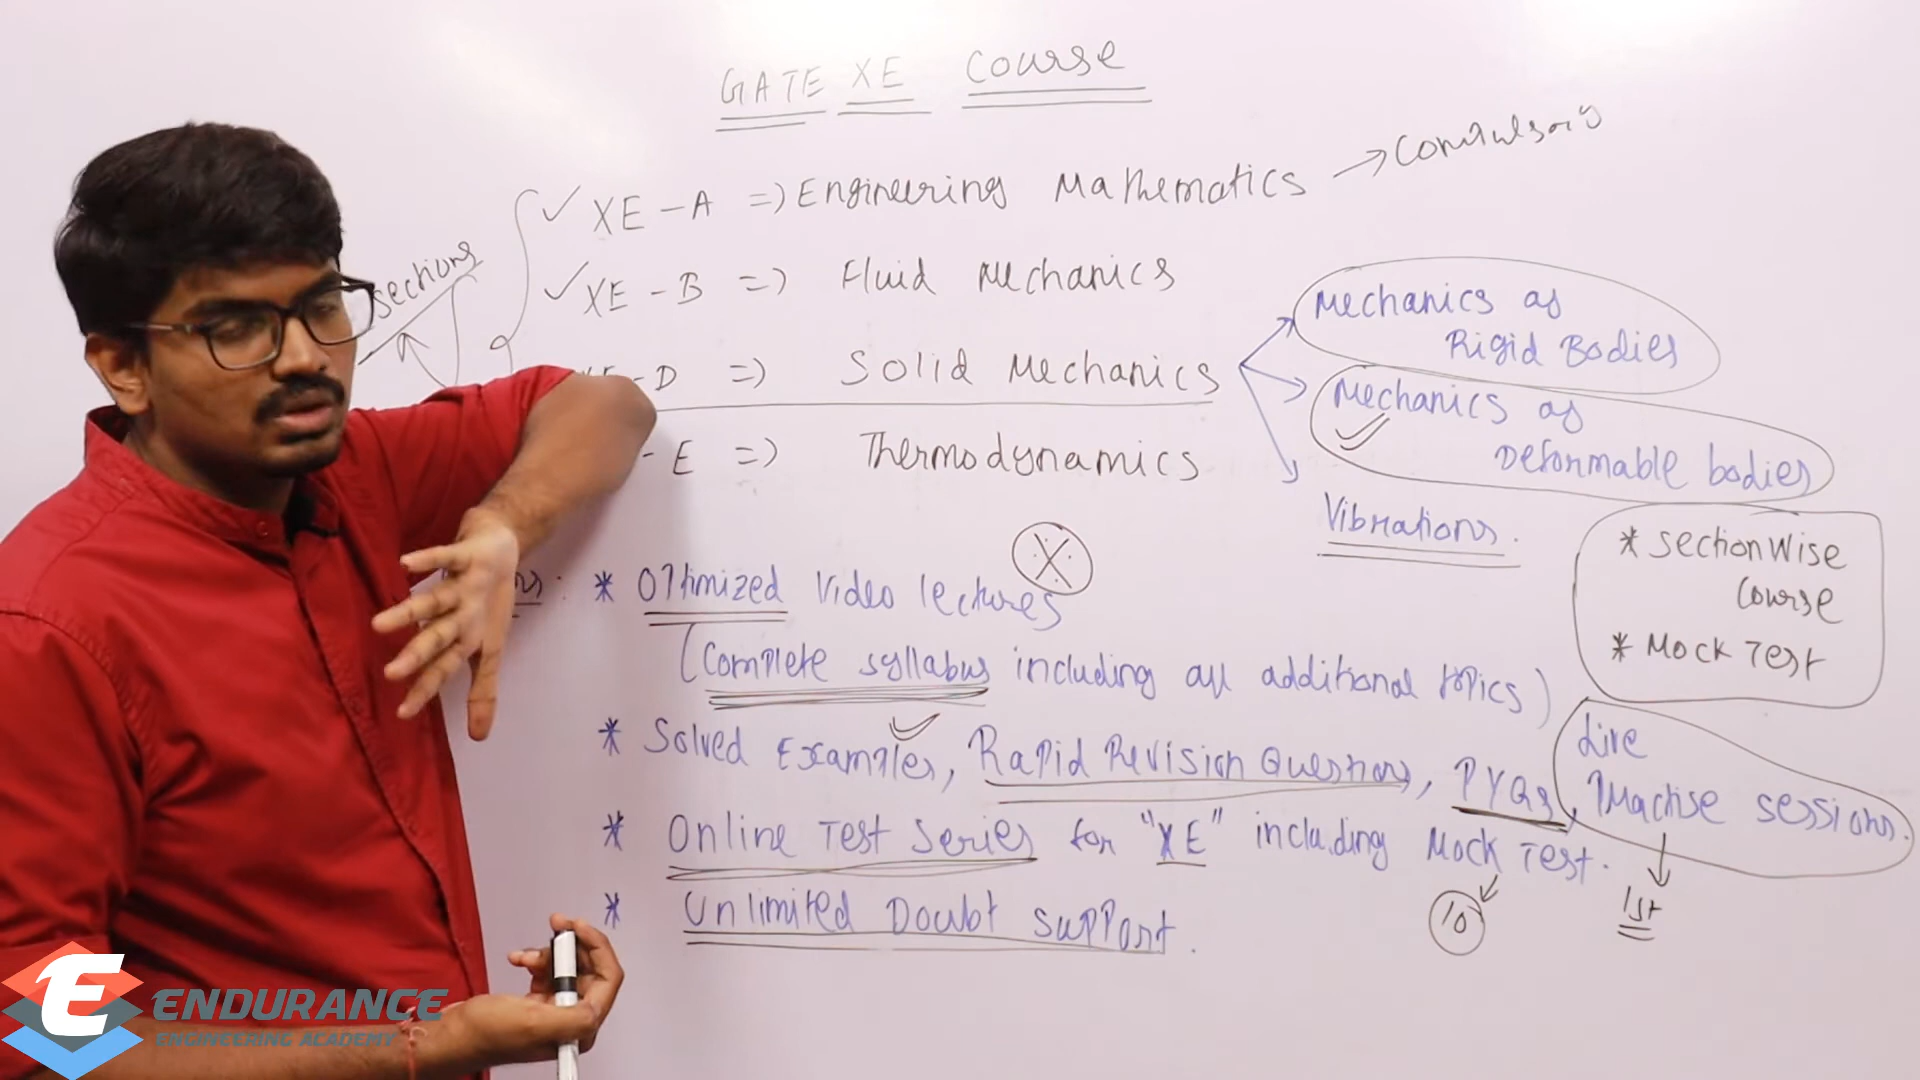 GATE XE Course
sections
✓ XE - A => Engineering Mathematics → Compulsory
✓ XE - B => Fluid Mechanics
XE - D => Solid Mechanics
- E => Thermodynamics
Mechanics of
Rigid Bodies
Mechanics of
Deformable bodies
Vibrations.
* Sectionwise
Course
* Mock Test
* Optimized Video lectures
X
(Complete syllabus including all additional topics)
* Solved Examples, Rapid Revision Questions, PYQs,
Live
Practise sessions.
1st
* Online Test Series for "XE" including Mock Test.
10
* Unlimited Doubt support.
E ENDURANCE
ENGINEERING ACADEMY